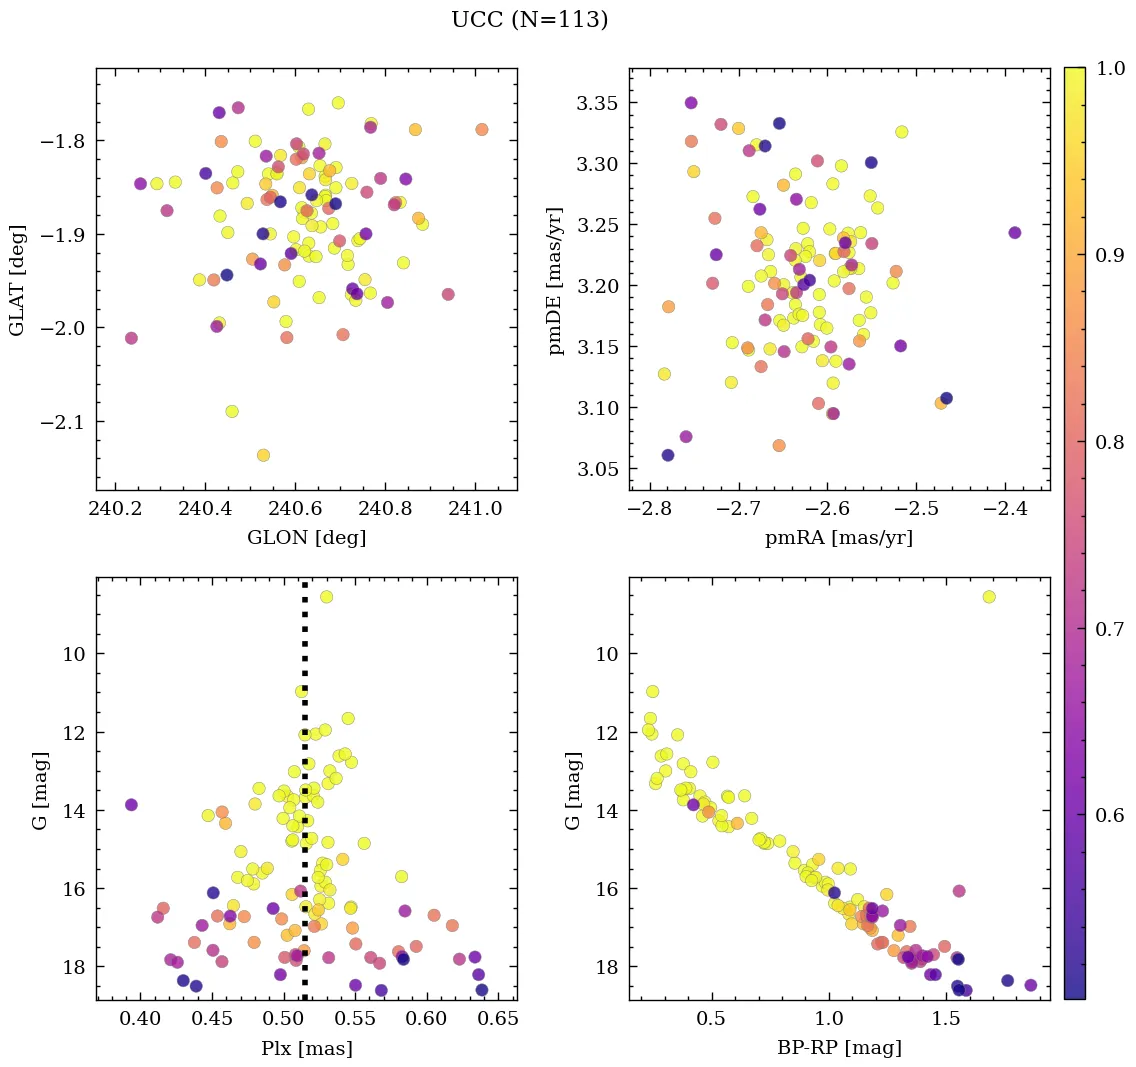 UCC (N=113)
−1.8
−1.9
−2.0
−2.1
GLAT [deg]
240.2 240.4 240.6 240.8 241.0
GLON [deg]
3.35
3.30
3.25
3.20
3.15
3.10
3.05
pmDE [mas/yr]
−2.8 −2.7 −2.6 −2.5 −2.4
pmRA [mas/yr]
10
12
14
16
18
G [mag]
0.40 0.45 0.50 0.55 0.60 0.65
Plx [mas]
10
12
14
16
18
G [mag]
0.5 1.0 1.5
BP-RP [mag]
1.0
0.9
0.8
0.7
0.6